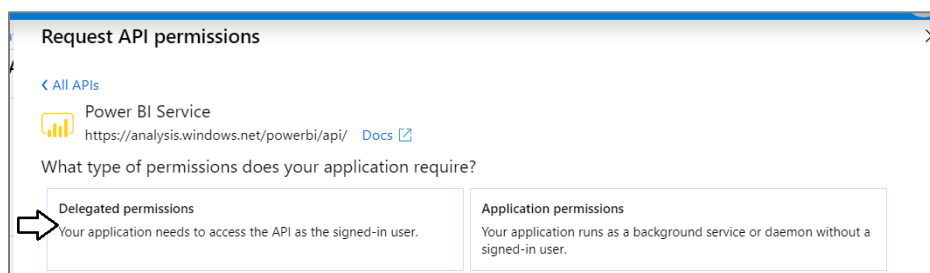 Request API permissions
All APIs
Power BI Service
https://analysis.windows.net/powerbi/api/ Docs
What type of permissions does your application require?
Delegated permissions
Your application needs to access the API as the signed-in user.
Application permissions
Your application runs as a background service or daemon without a
signed-in user.